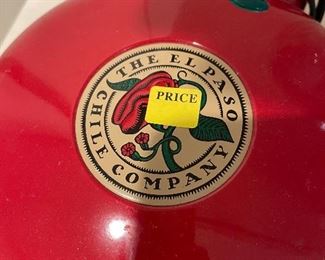 THE EL PASO
CHILE COMPANY
PRICE